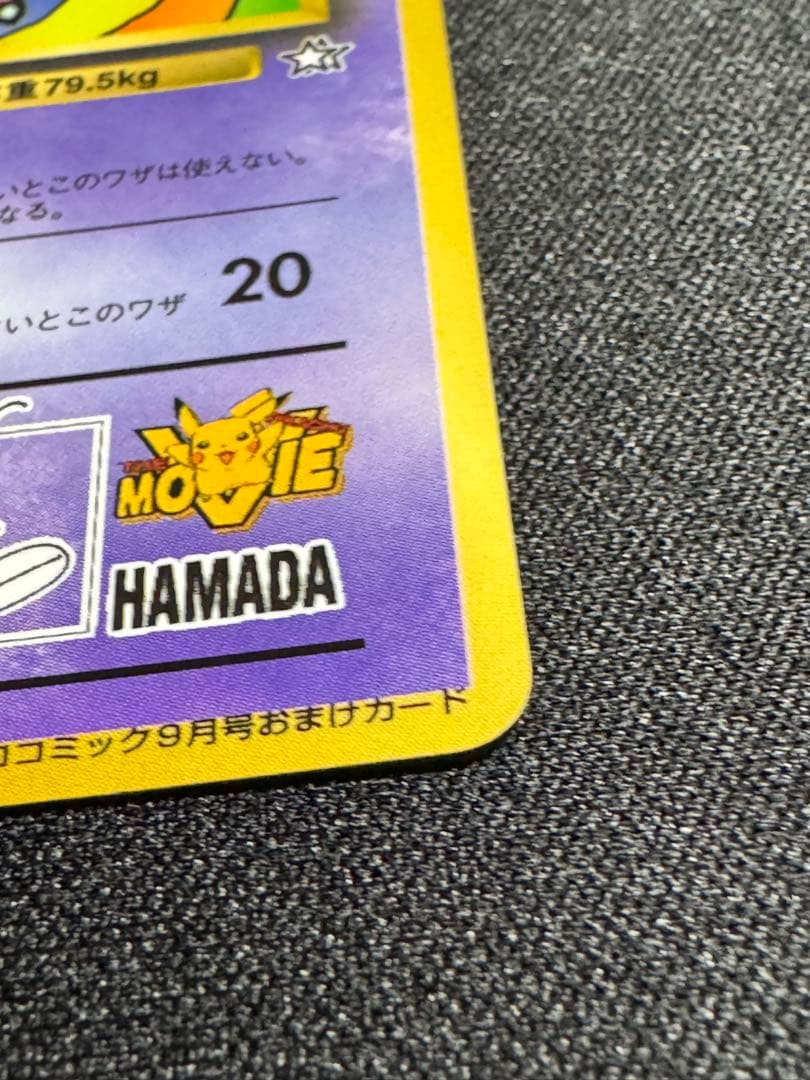 重79.5kg
いとこのワザは使えない。
なる。
いとこのワザ 20
THE
MOVIE
HAMADA
コミック9月号おまけカード